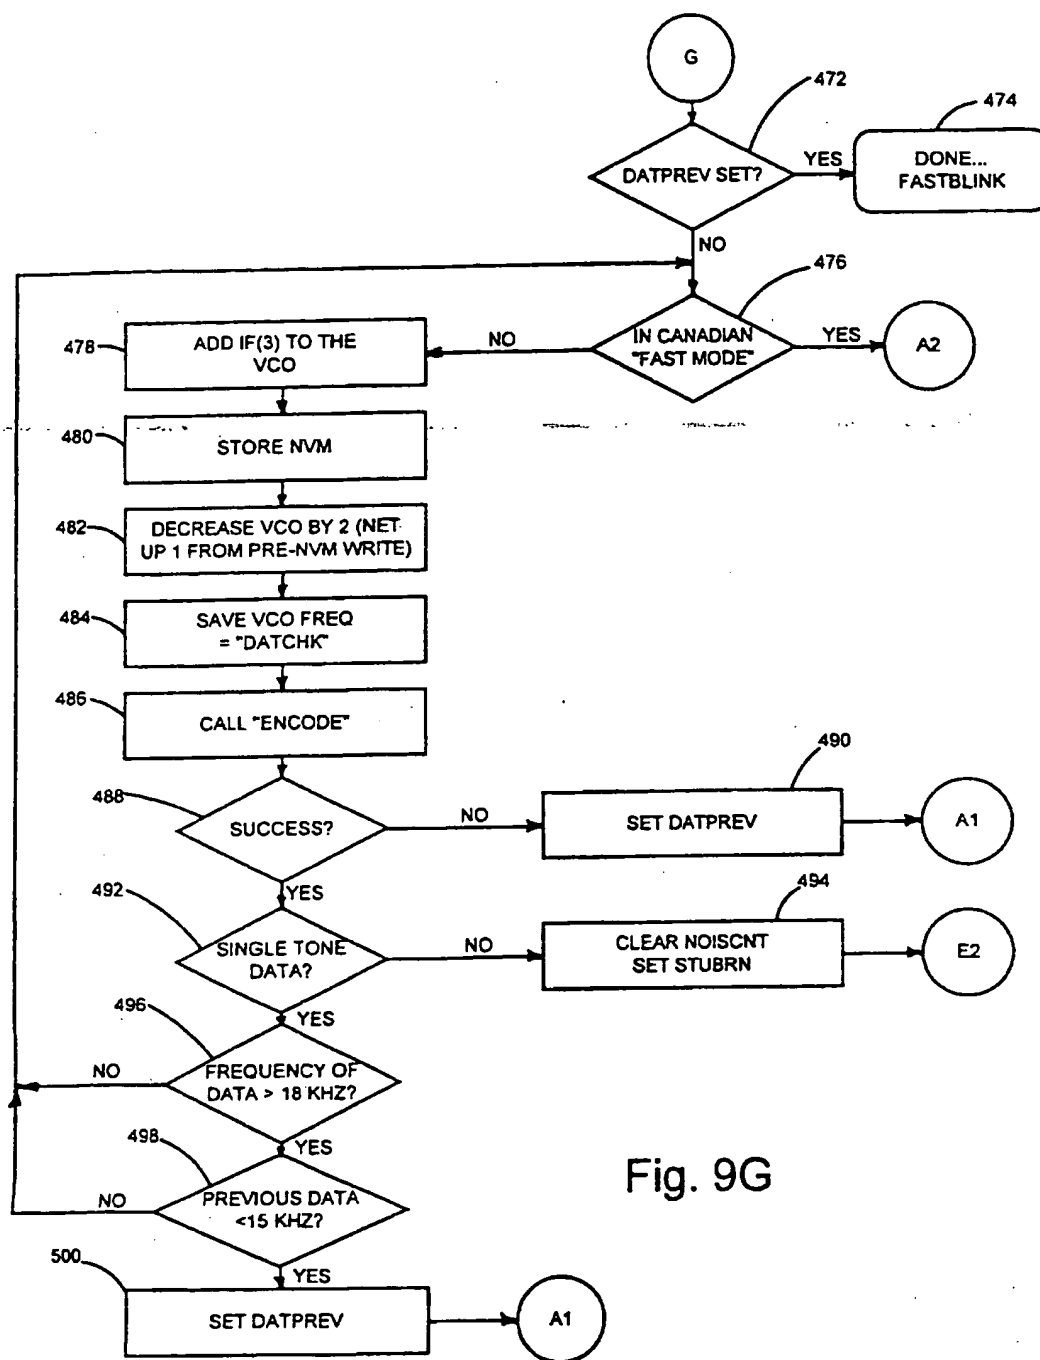 G
472
474
DATPREV SET?
YES
DONE...
FASTBLINK
NO
476
478
ADD IF(3) TO THE
VCO
NO
IN CANADIAN
"FAST MODE"
YES
A2
480
STORE NVM
482
DECREASE VCO BY 2 (NET
UP 1 FROM PRE-NVM WRITE)
484
SAVE VCO FREQ
= "DATCHK"
486
CALL "ENCODE"
488
SUCCESS?
NO
490
SET DATPREV
A1
YES
492
SINGLE TONE
DATA?
NO
494
CLEAR NOISCNT
SET STUBRN
E2
YES
496
NO
FREQUENCY OF
DATA > 18 KHZ?
YES
498
NO
PREVIOUS DATA
<15 KHZ?
Fig. 9G
YES
500
SET DATPREV
A1